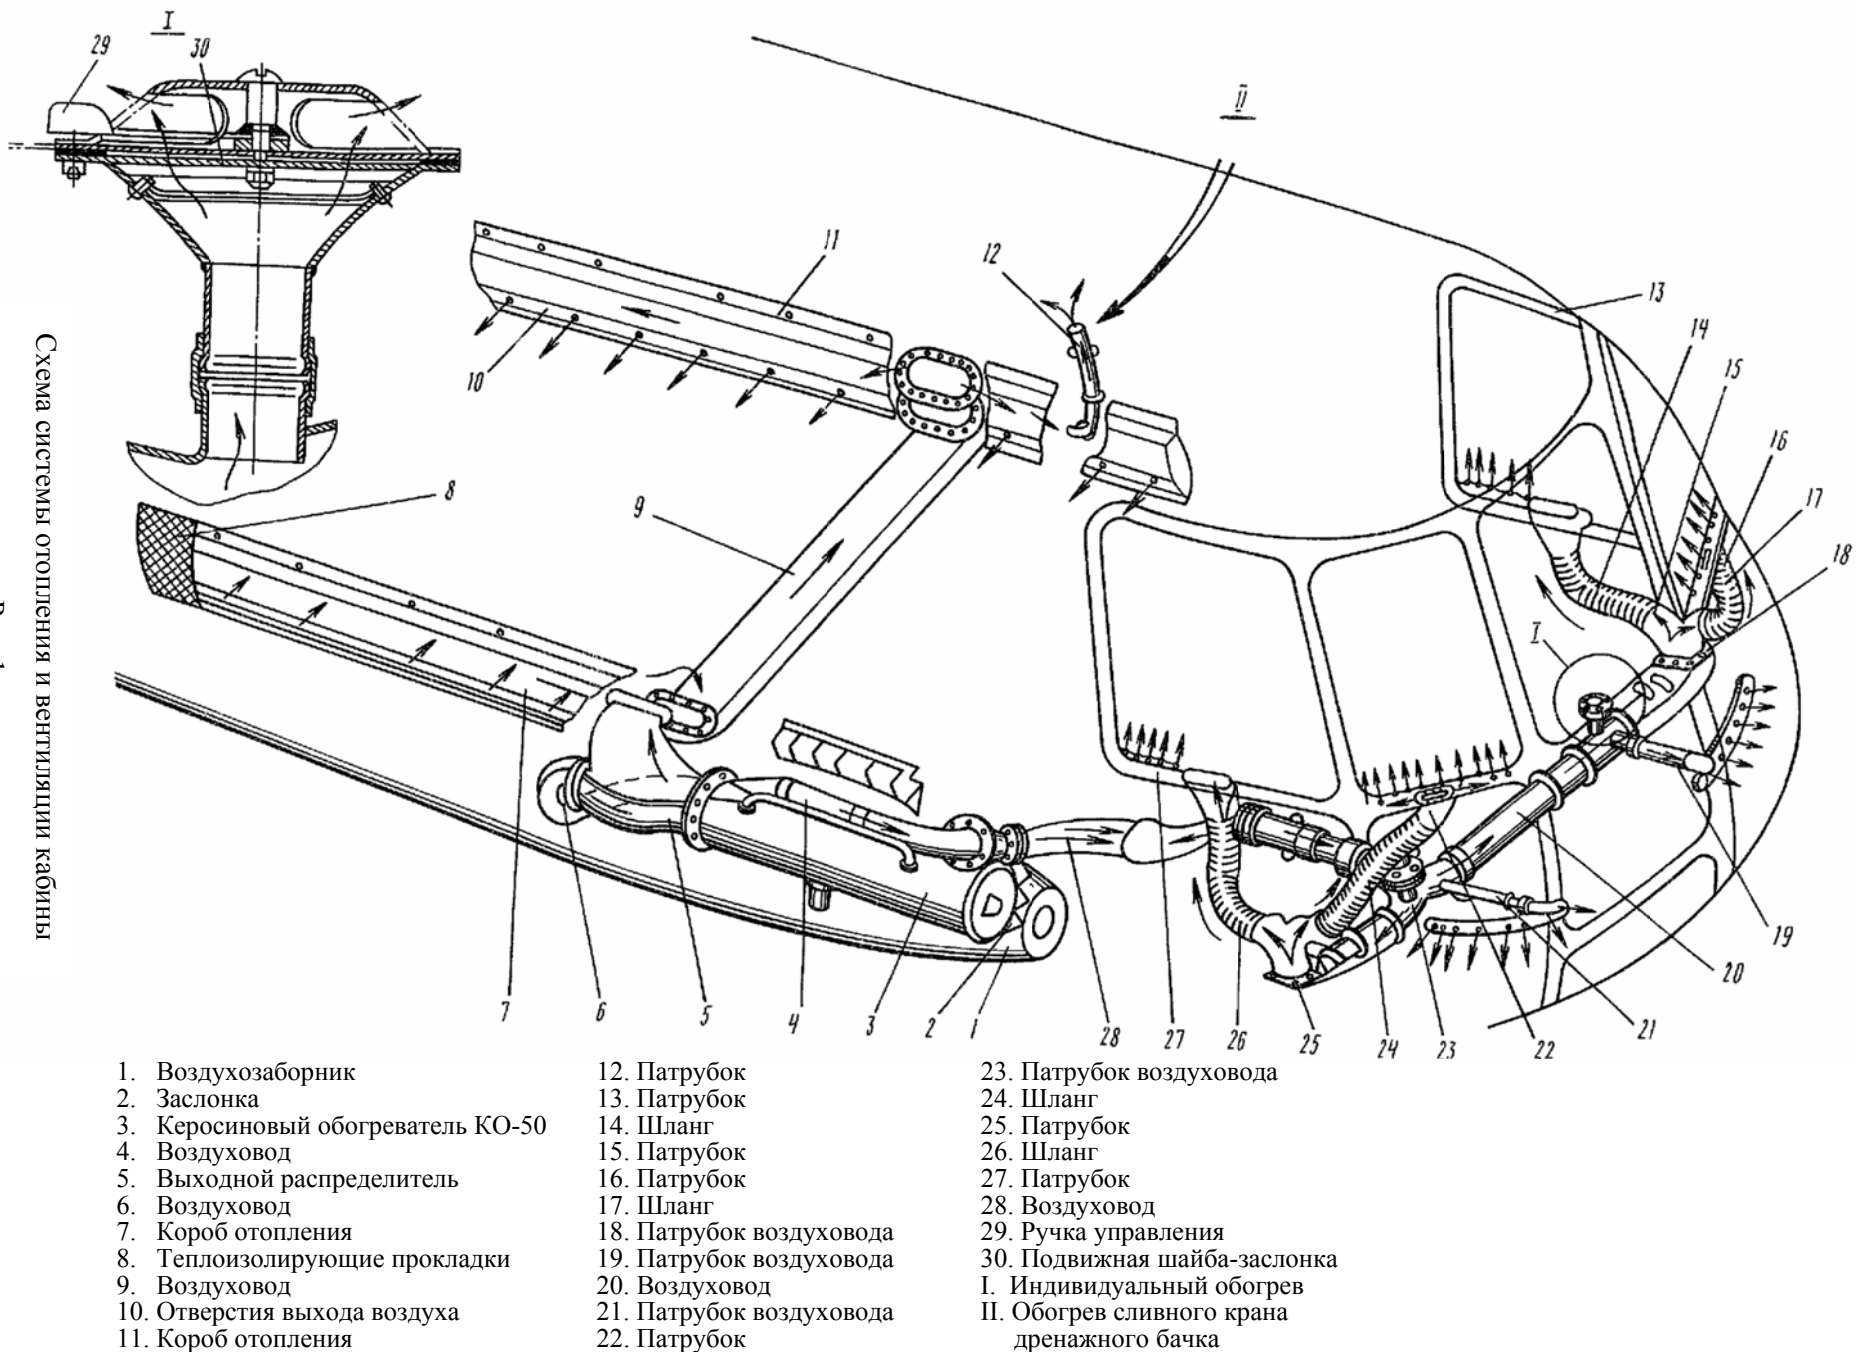 I
29
30
II
11
12
13
14
15
16
17
18
10
8
9
I
7
6
5
4
3
2
1
28
27
26
25
24
23
22
21
20
19
Схема системы отопления и вентиляции кабины
1. Воздухозаборник
2. Заслонка
3. Керосиновый обогреватель КО-50
4. Воздуховод
5. Выходной распределитель
6. Воздуховод
7. Короб отопления
8. Теплоизолирующие прокладки
9. Воздуховод
10. Отверстия выхода воздуха
11. Короб отопления
12. Патрубок
13. Патрубок
14. Шланг
15. Патрубок
16. Патрубок
17. Шланг
18. Патрубок воздуховода
19. Патрубок воздуховода
20. Воздуховод
21. Патрубок воздуховода
22. Патрубок
23. Патрубок воздуховода
24. Шланг
25. Патрубок
26. Шланг
27. Патрубок
28. Воздуховод
29. Ручка управления
30. Подвижная шайба-заслонка
I. Индивидуальный обогрев
II. Обогрев сливного крана
дренажного бачка